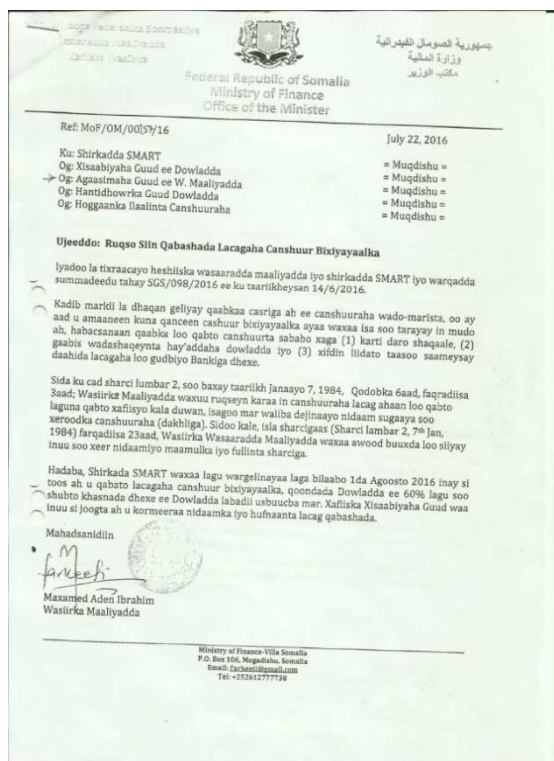 Federal Republic of Somalia
Ministry of Finance
Office of the Minister
جمهورية الصومال الفيدرالية
وزارة المالية
مكتب الوزير
Ref: MoF/OM/
July 22, 2016
Ku: Shirkadda SMART
Og: Xisaabiyaha Guud ee Dowladda = Muqdishu =
Og: Agaasimaha Guud ee W. Maaliyadda = Muqdishu =
Og: Hantidhowrka Guud Dowladda = Muqdishu =
Og: Hoggaanka Ilaalinta Canshuuraha = Muqdishu =
= Muqdishu =
Ujeeddo: Ruqso Siin Qabashada Lacagaha Canshuur Bixiyayaalka
Iyadoo la tixraacayo heshiiska wasaaradda maaliyadda iyo shirkadda SMART iyo warqadda
summadeedu tahay SGS/098/2016 ee ku taariikheysan 14/6/2016.
Kadib markii la dhaqan geliyay qaabkaa casriga ah ee canshuuraha wado-marista, oo ay
aad u amaaneen kuna qanceen cashuur bixiyayaalka ayaa waxaa isa soo tarayay in mudo
ah, habacsanaan qaabka loo qabto canshuurta sababo xaga (1) karti daro shaqaale, (2)
gaabis wadashaqeynta hay'addaha dowladda iyo (3) xifdin liidato taasoo saameysay
daahida lacagaha loo gudbiyo Bankiga dhexe.
Sida ku cad sharci lumbar 2, soo baxay taariikh Janaayo 7, 1984, Qodobka 6aad, faqradiisa
3aad; Wasiirka Maaliyadda waxuu ruqseyn karaa in canshuuraha lacag ahaan loo qabto
laguna qabto xafiisyo kala duwan, isagoo mar waliba dejinaayo nidaam sugaaya soo
xeroodka canshuuraha (dakhliga). Sidoo kale, isla sharcigaas (Sharci lambar 2, 7th Jan,
1984) farqadiisa 23aad, Wasiirka Wasaaradda Maaliyadda waxaa awood buuxda loo siiyay
inuu soo xeer nidaamiyo maamulka iyo fullinta sharciga.
Hadaba, Shirkada SMART waxaa lagu wargelinayaa laga bilaabo 1da Agoosto 2016 inay si
toos ah u qabato lacagaha canshuur bixiyayaalka, qoondada Dowladda ee 60% lagu soo
shubto khasnada dhexe ee Dowladda labadii usbuucba mar. Xafiiska Xisaabiyaha Guud waa
inuu si joogta ah u kormeeraa nidaamka iyo hufnaanta lacag qabashada.
Mahadsanidiin
Maxamed Aden Ibrahim
Wasiirka Maaliyadda
Ministry of Finance-Villa Somalia
P.O. Box 106, Mogadishu, Somalia
Email: Farkeeti@gmail.com
Tel: +252612777738